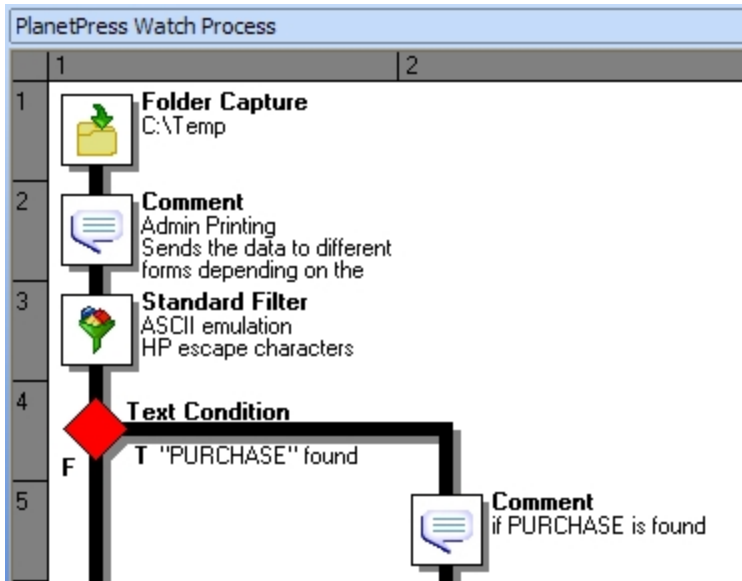 PlanetPress Watch Process
1 2
1
Folder Capture
C:\Temp
2
Comment
Admin Printing
Sends the data to different
forms depending on the
3
Standard Filter
ASCII emulation
HP escape characters
4
Text Condition
F T "PURCHASE" found
5
Comment
if PURCHASE is found